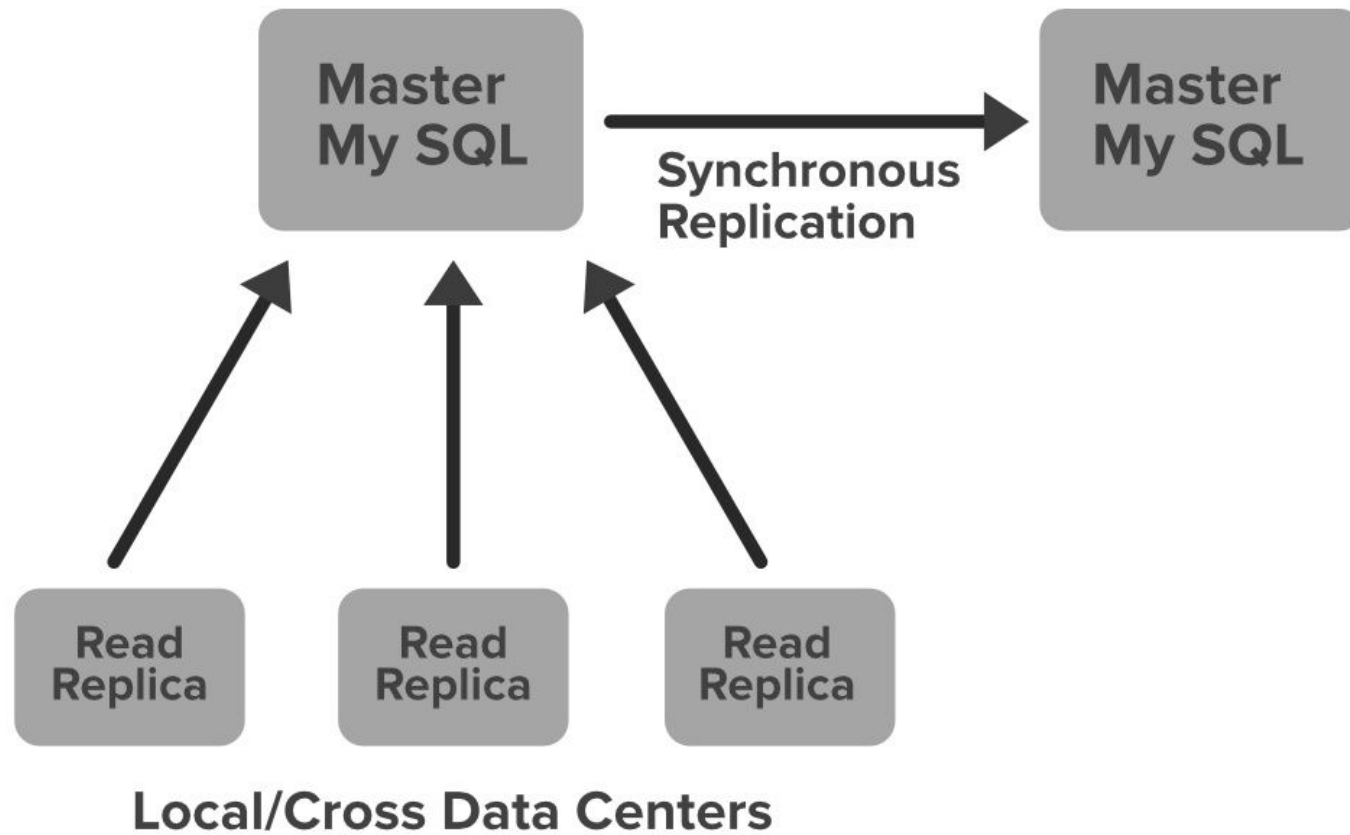 Master
My SQL
Master
My SQL
Synchronous
Replication
Read
Replica
Read
Replica
Read
Replica
Local/Cross Data Centers